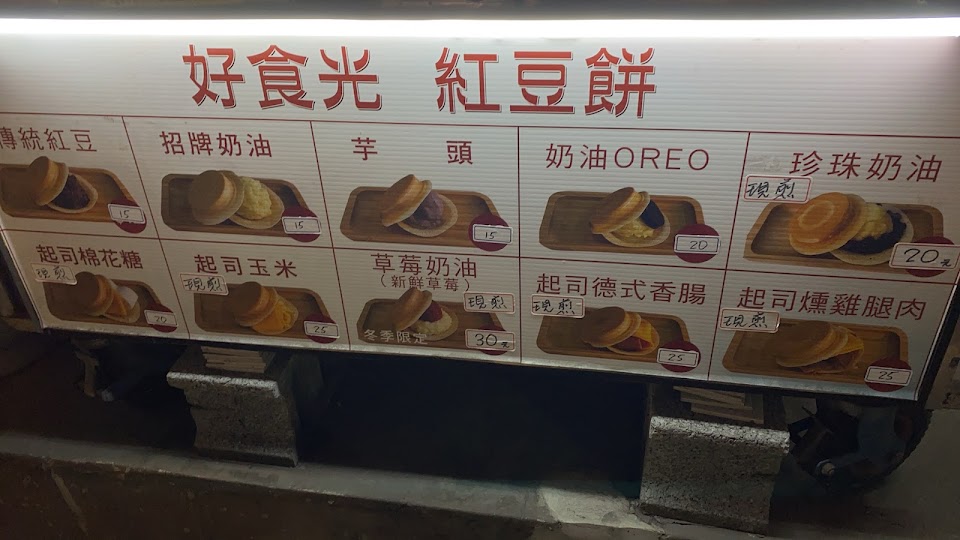 好食光 紅豆餅
傳統紅豆
15
招牌奶油
15
芋頭
15
奶油OREO
20
珍珠奶油
現煎
20元
起司棉花糖
現煎
20
起司玉米
現煎
25
草莓奶油
(新鮮草莓)
現煎
冬季限定
30元
起司德式香腸
現煎
25
起司燻雞腿肉
現煎
25